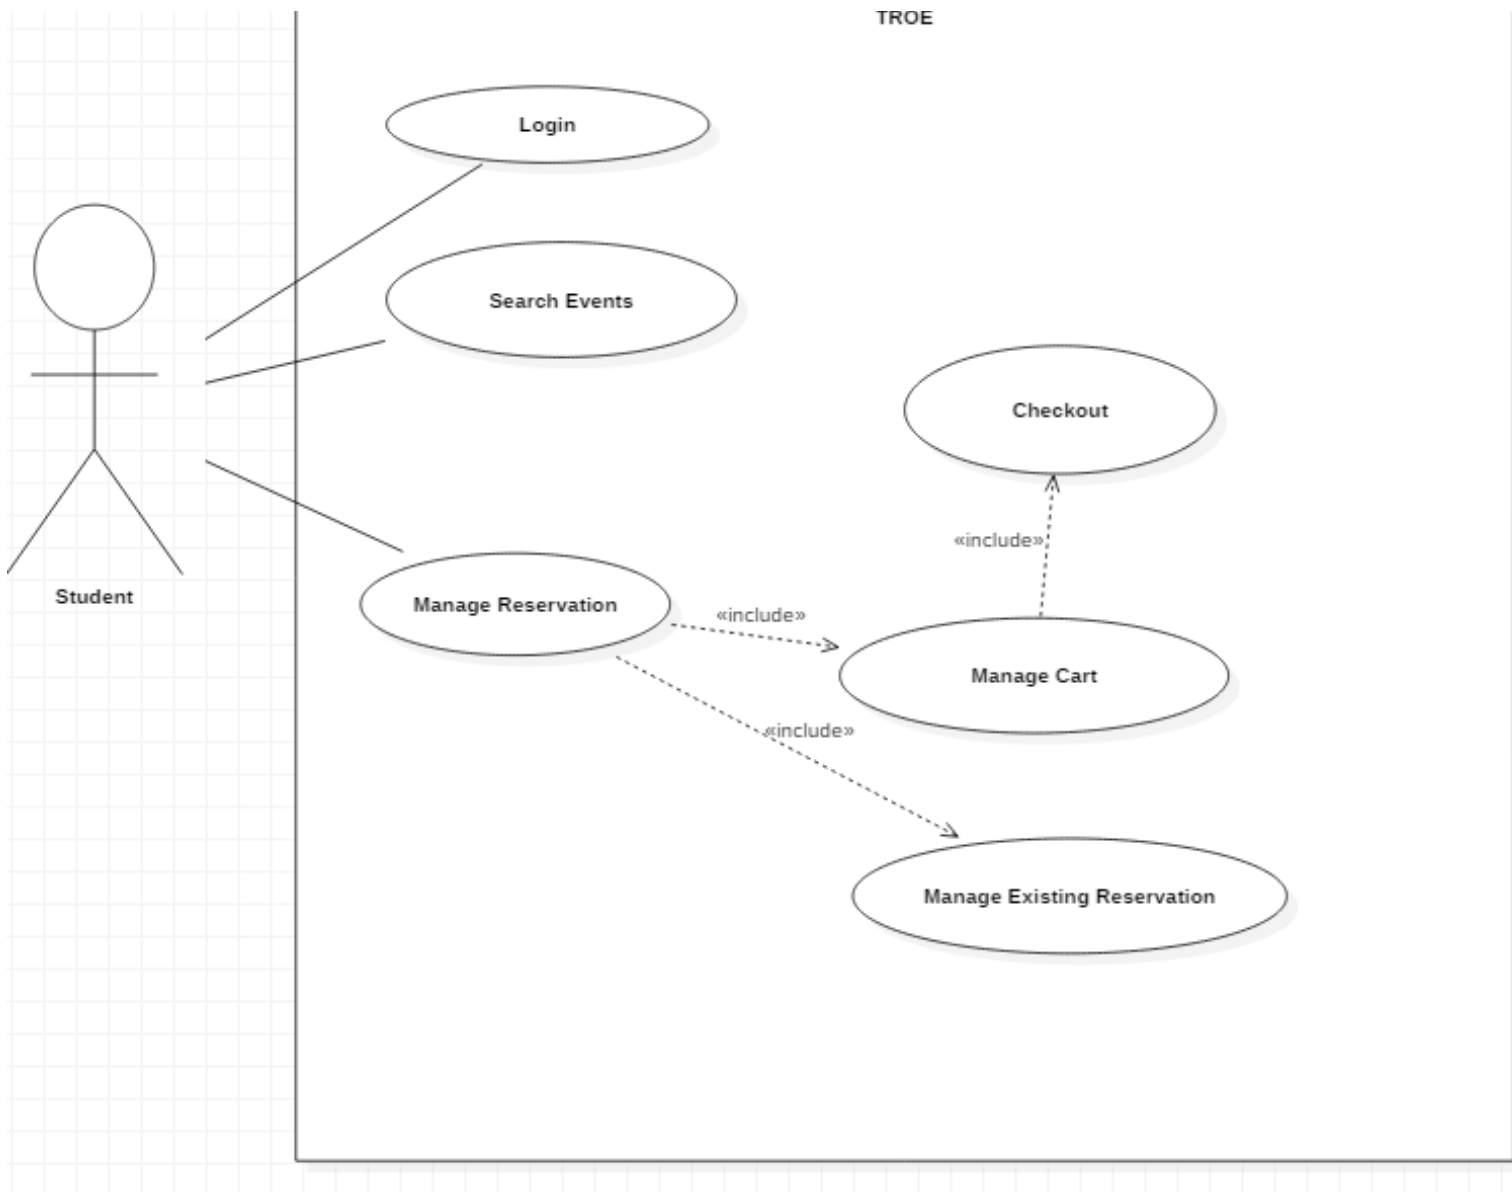 TROE
Login
Search Events
Checkout
«include»
Student
Manage Reservation
«include»
Manage Cart
«include»
Manage Existing Reservation